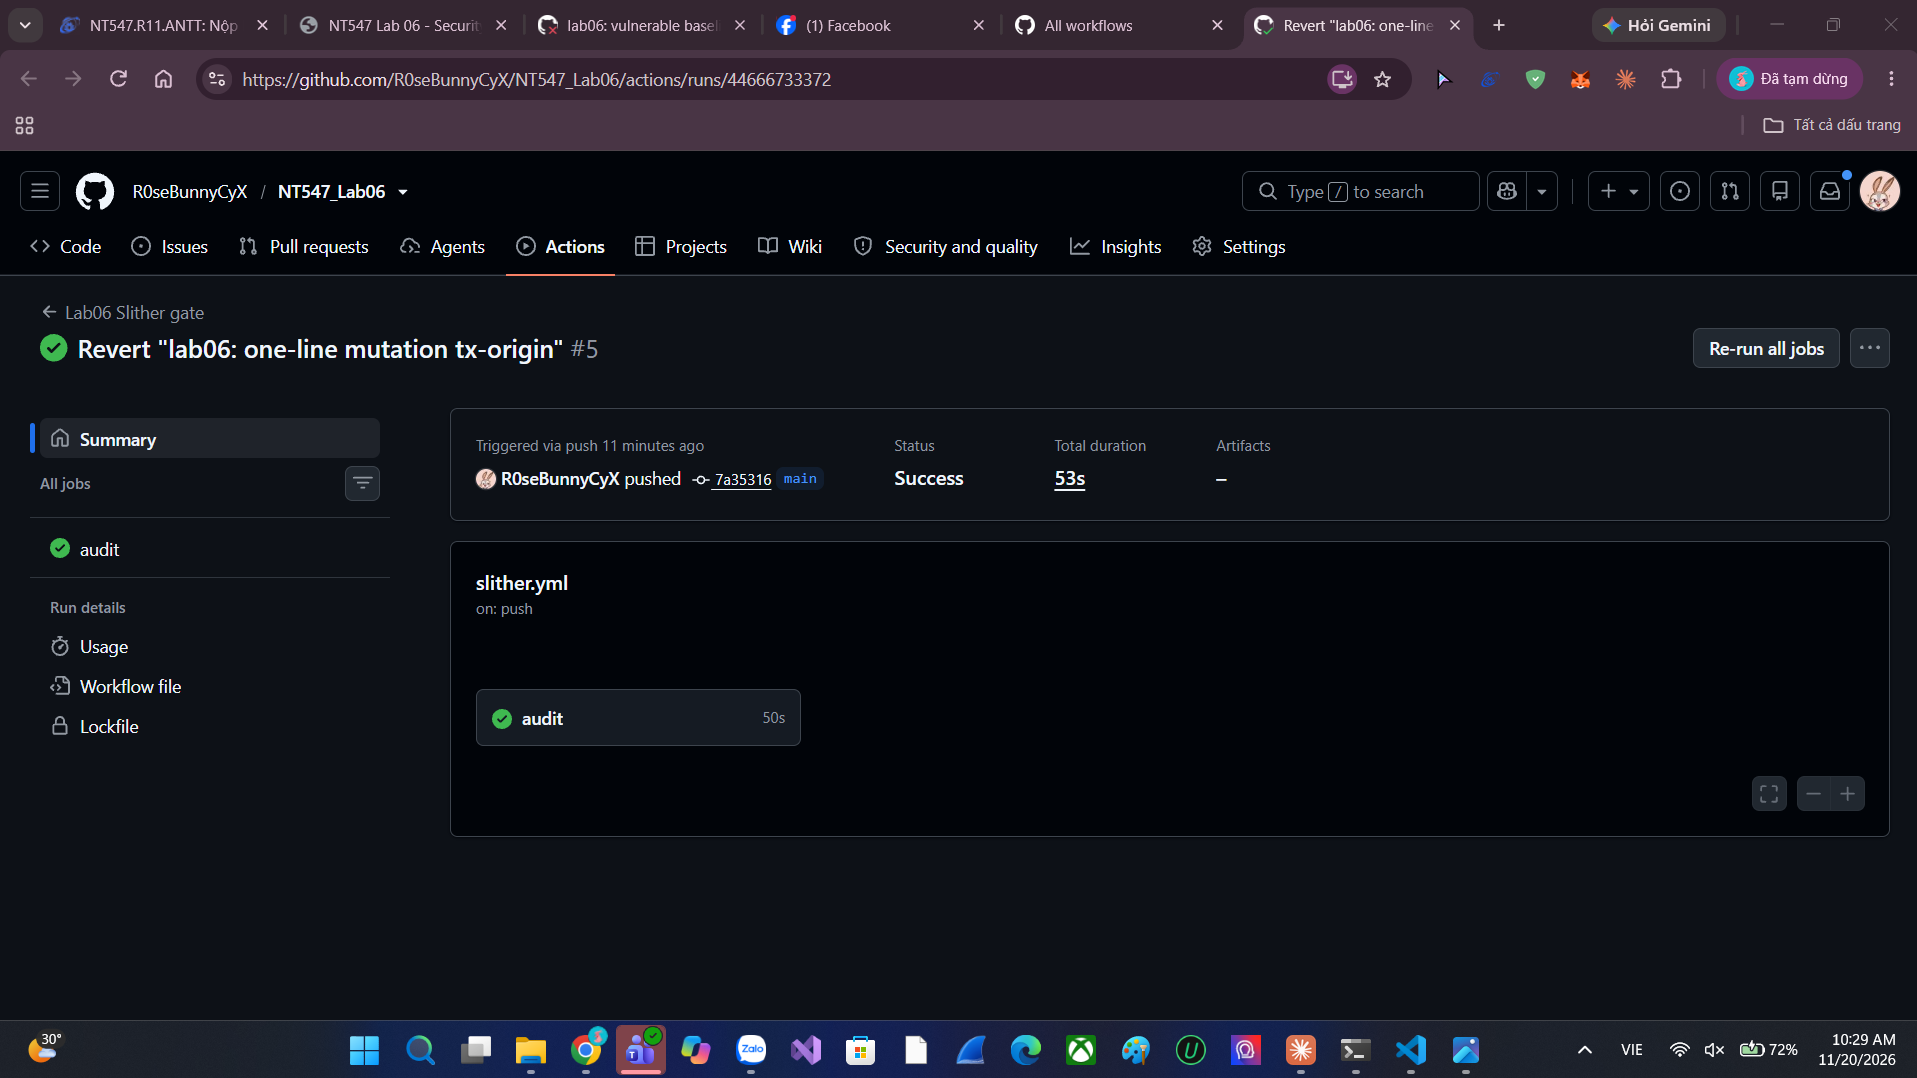 NT547.R11.ANTT: Nộp
NT547 Lab 06 - Security
lab06: vulnerable basel
(1) Facebook
All workflows
Revert "lab06: one-line
Hỏi Gemini
https://github.com/R0seBunnyCyX/NT547_Lab06/actions/runs/44666733372
Đã tạm dừng
Tất cả dấu trang
R0seBunnyCyX / NT547_Lab06
Type / to search
Code
Issues
Pull requests
Agents
Actions
Projects
Wiki
Security and quality
Insights
Settings
Lab06 Slither gate
Revert "lab06: one-line mutation tx-origin" #5
Re-run all jobs
Summary
All jobs
audit
Run details
Usage
Workflow file
Lockfile
Triggered via push 11 minutes ago
R0seBunnyCyX pushed 7a35316 main
Status
Success
Total duration
53s
Artifacts
–
slither.yml
on: push
audit 50s
30°
Zalo
VIE
72%
10:29 AM
11/20/2026